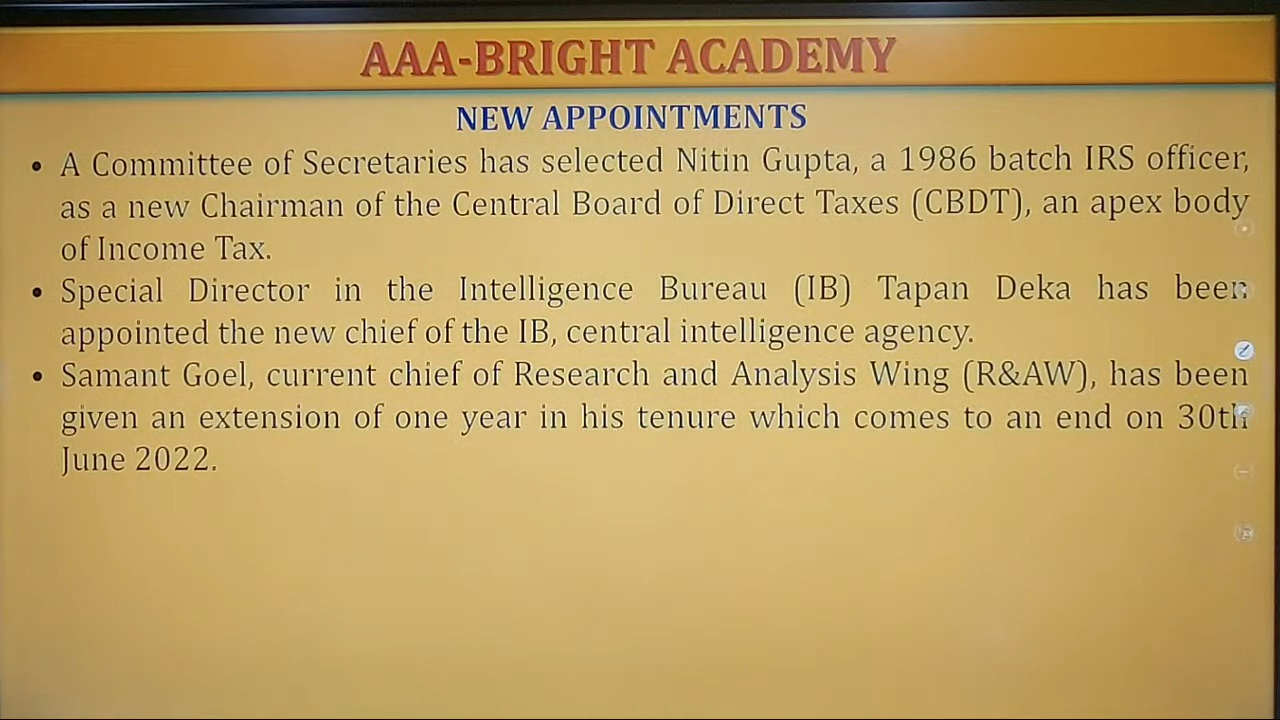 AAA-BRIGHT ACADEMY
NEW APPOINTMENTS
• A Committee of Secretaries has selected Nitin Gupta, a 1986 batch IRS officer,
as a new Chairman of the Central Board of Direct Taxes (CBDT), an apex body
of Income Tax.
• Special Director in the Intelligence Bureau (IB) Tapan Deka has been
appointed the new chief of the IB, central intelligence agency.
• Samant Goel, current chief of Research and Analysis Wing (R&AW), has been
given an extension of one year in his tenure which comes to an end on 30th
June 2022.